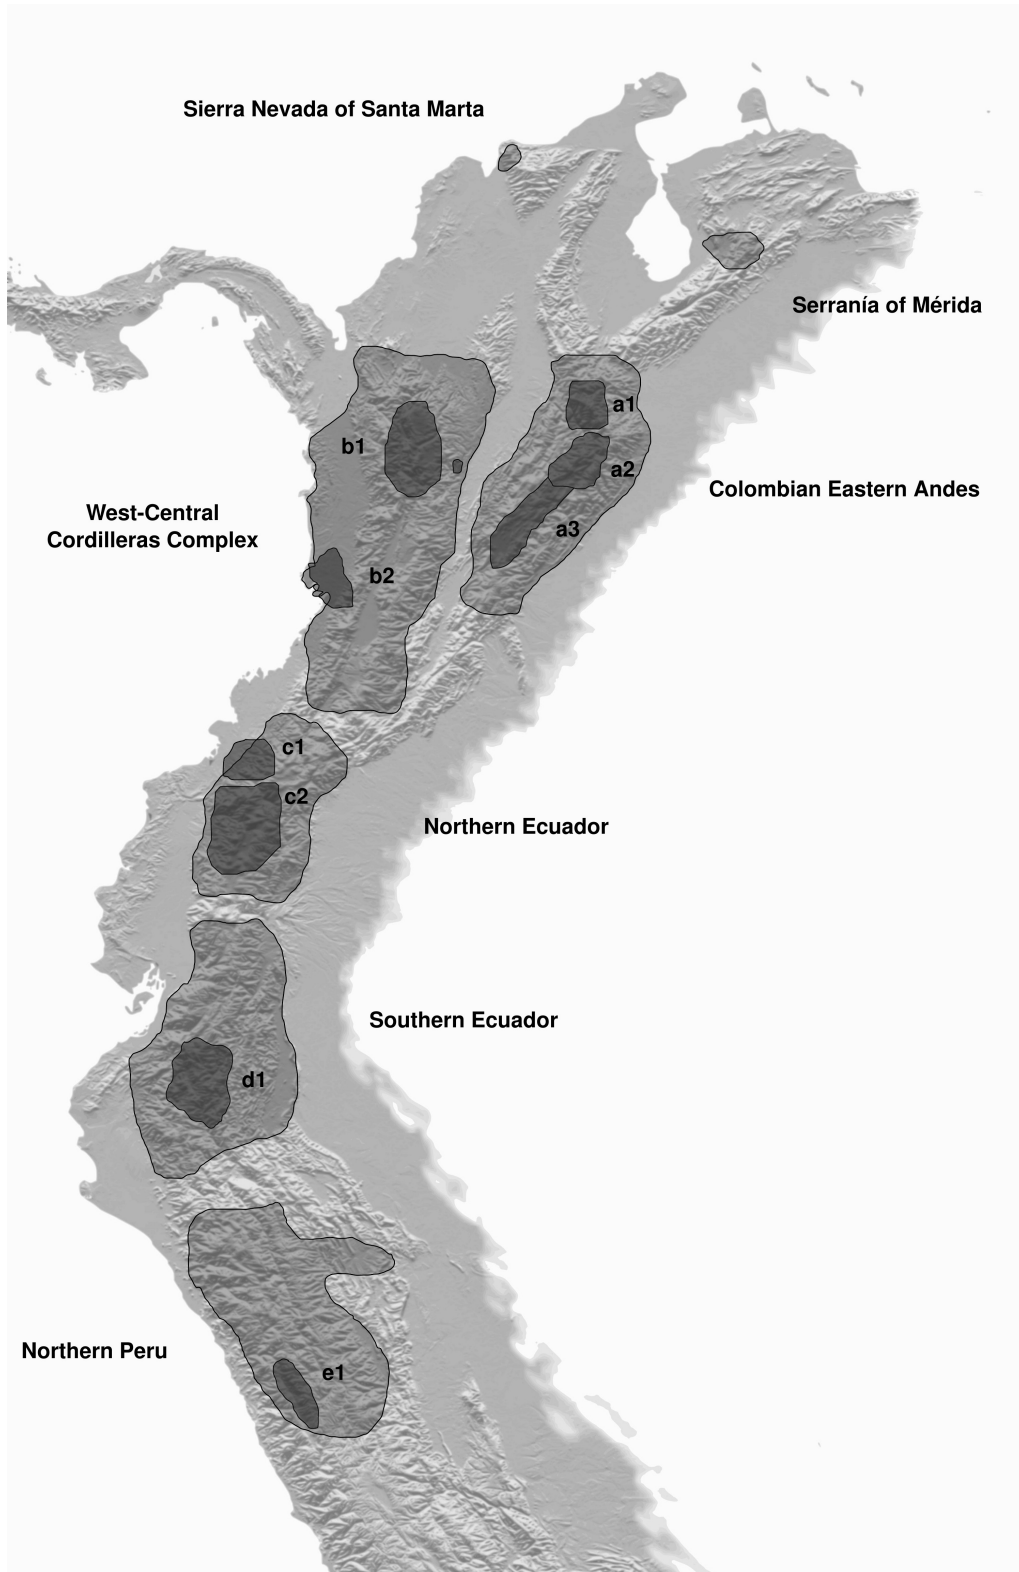 Sierra Nevada of Santa Marta
Serranía of Mérida
a1
b1
a2
Colombian Eastern Andes
West-Central
Cordilleras Complex
a3
b2
c1
c2
Northern Ecuador
Southern Ecuador
d1
Northern Peru
e1